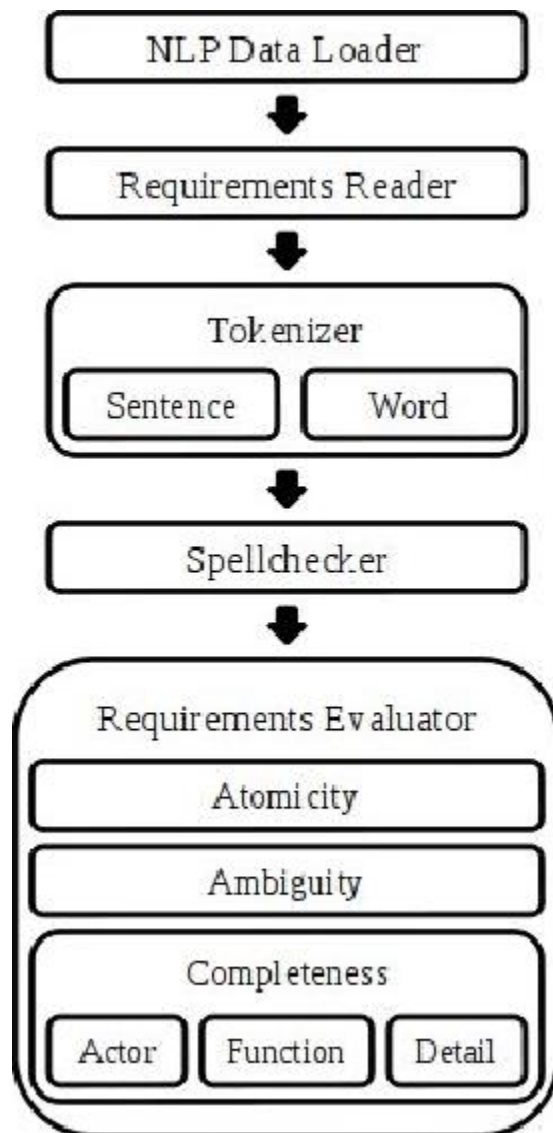 NLP Data Loader
Requirements Reader
Tokenizer
Sentence Word
Spellchecker
Requirements Evaluator
Atomicity
Ambiguity
Completeness
Actor Function Detail